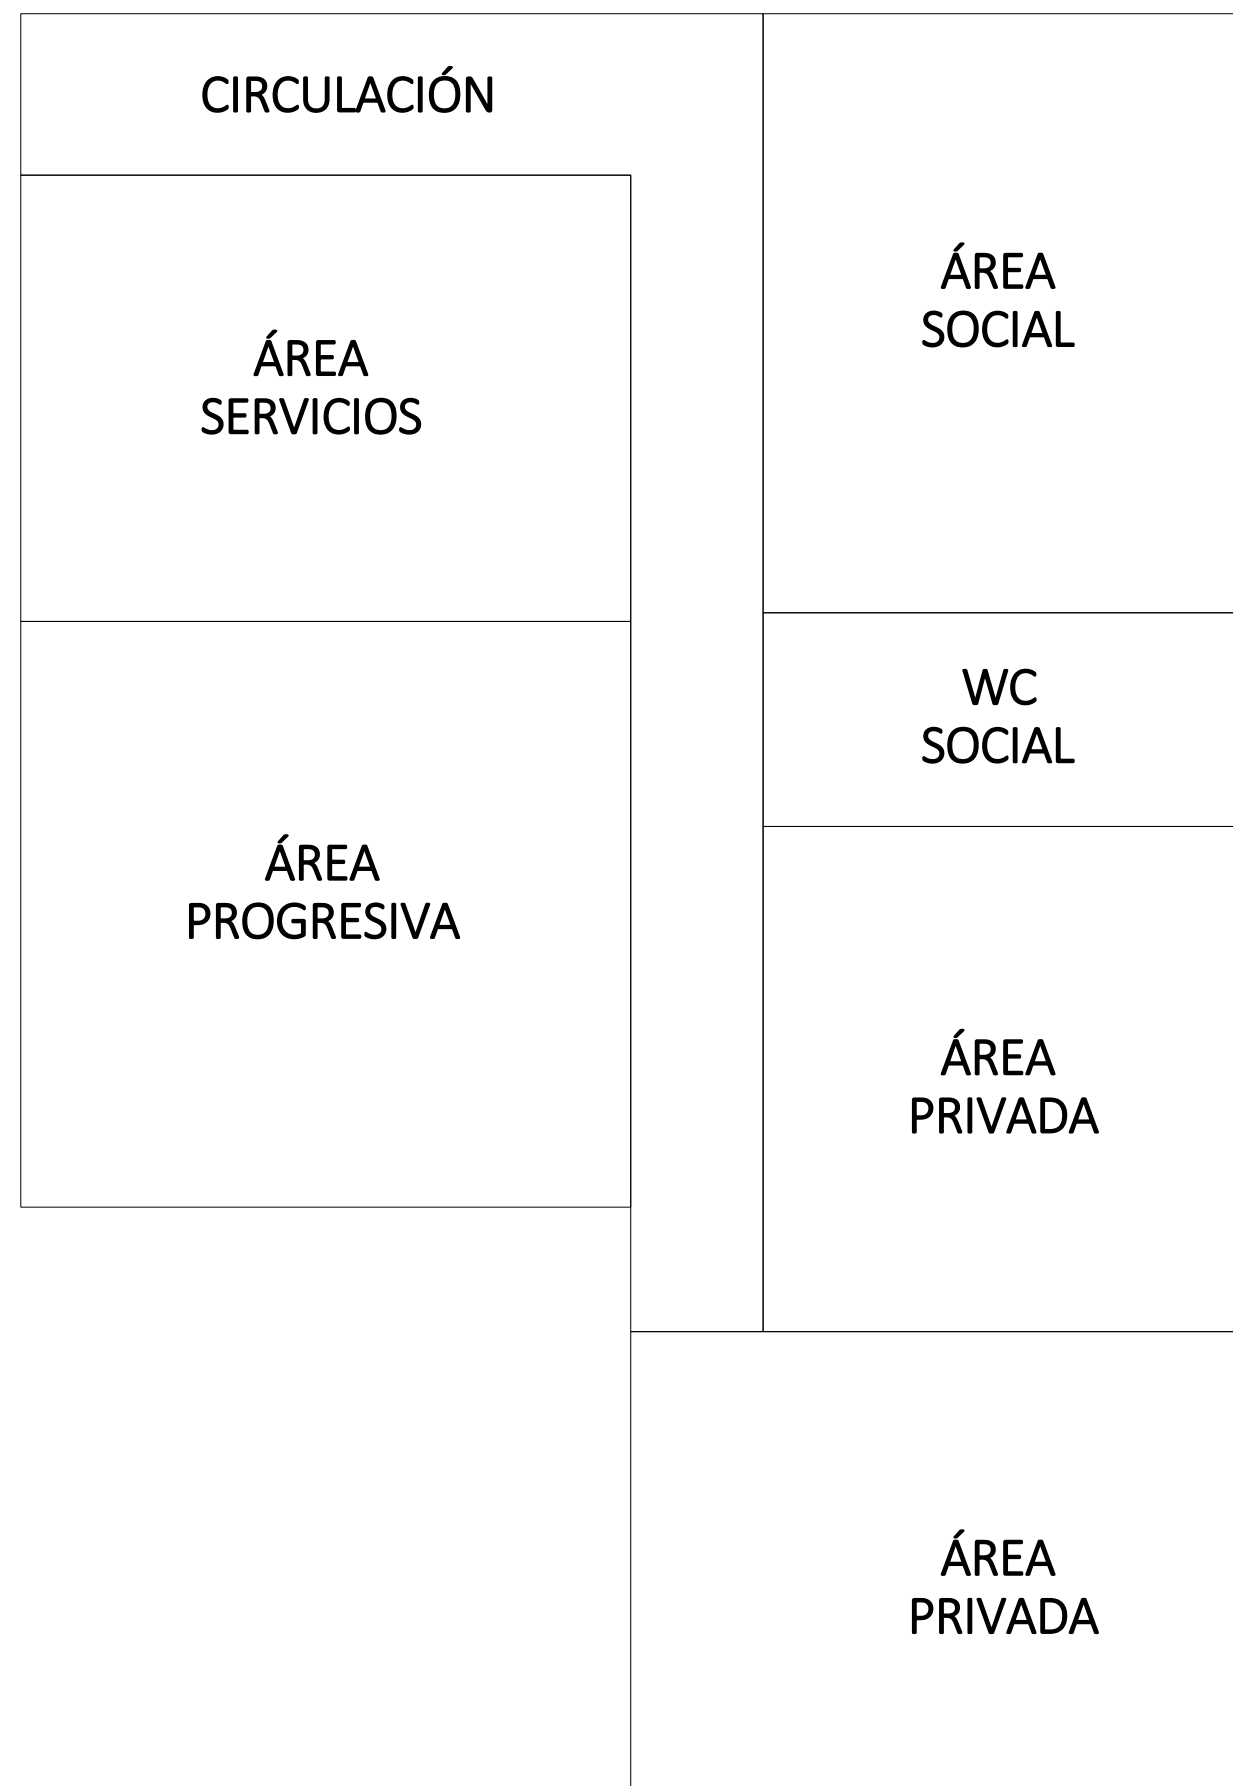 CIRCULACIÓN
ÁREA
SOCIAL
ÁREA
SERVICIOS
WC
SOCIAL
ÁREA
PROGRESIVA
ÁREA
PRIVADA
ÁREA
PRIVADA